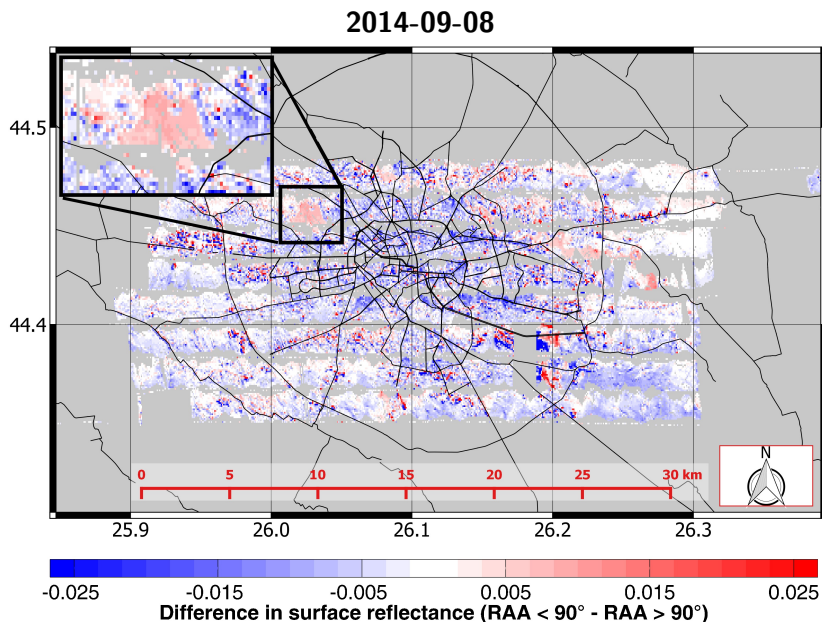 2014-09-08
44.5
44.4
N
0 5 10 15 20 25 30 km
25.9 26.0 26.1 26.2 26.3
-0.025 -0.015 -0.005 0.005 0.015 0.025
Difference in surface reflectance (RAA < 90° - RAA > 90°)